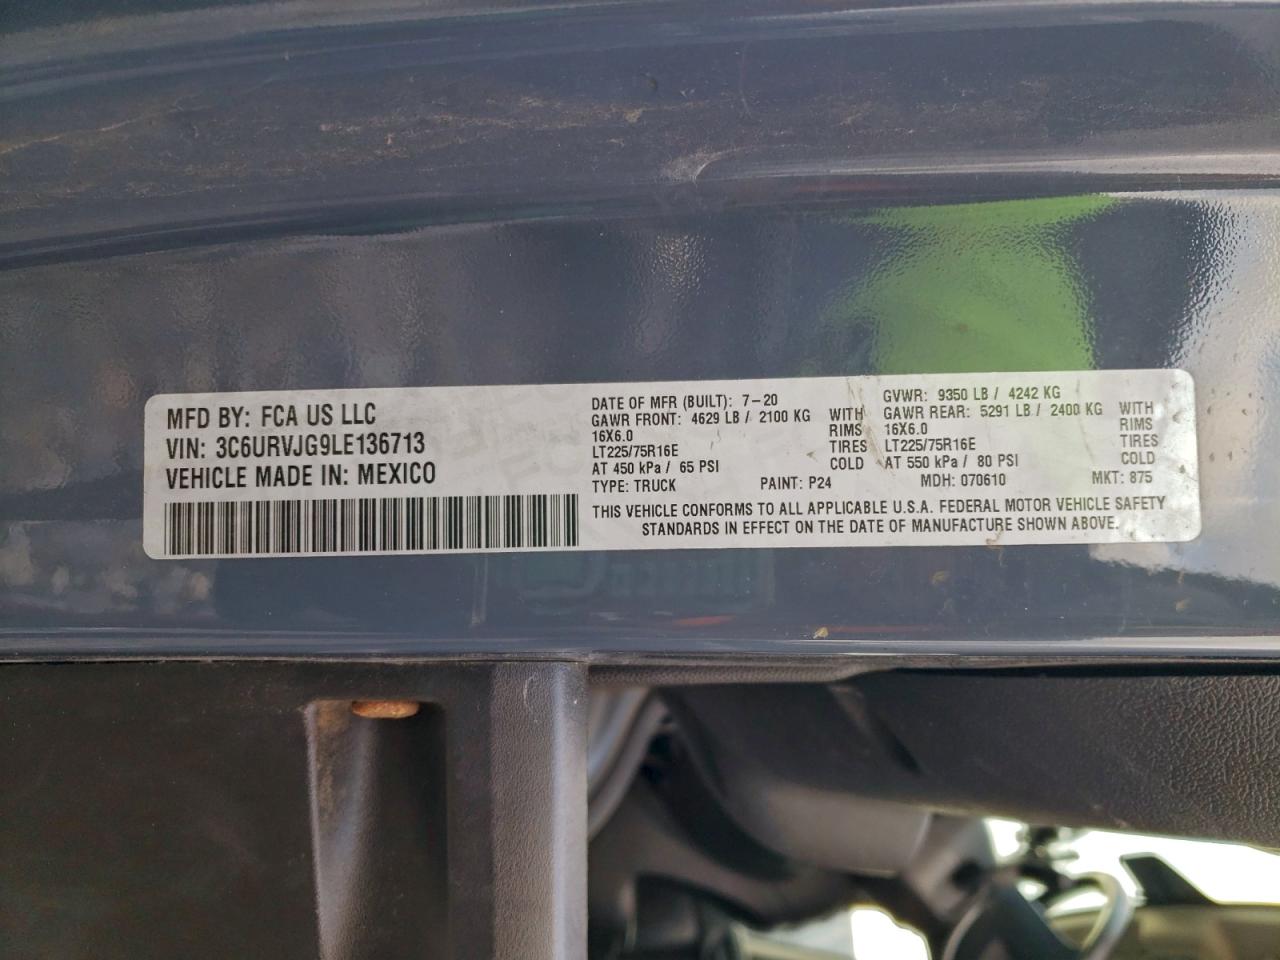 MFD BY: FCA US LLC
VIN: 3C6URVJG9LE136713
VEHICLE MADE IN: MEXICO
DATE OF MFR (BUILT): 7-20
GVWR: 9350 LB / 4242 KG
GAWR FRONT: 4629 LB / 2100 KG WITH
16X6.0 RIMS
LT225/75R16E TIRES
AT 450 kPa / 65 PSI COLD
GAWR REAR: 5291 LB / 2400 KG WITH
16X6.0 RIMS
LT225/75R16E TIRES
AT 550 kPa / 80 PSI COLD
TYPE: TRUCK PAINT: P24 MDH: 070610 MKT: 875
THIS VEHICLE CONFORMS TO ALL APPLICABLE U.S.A. FEDERAL MOTOR VEHICLE SAFETY
STANDARDS IN EFFECT ON THE DATE OF MANUFACTURE SHOWN ABOVE.